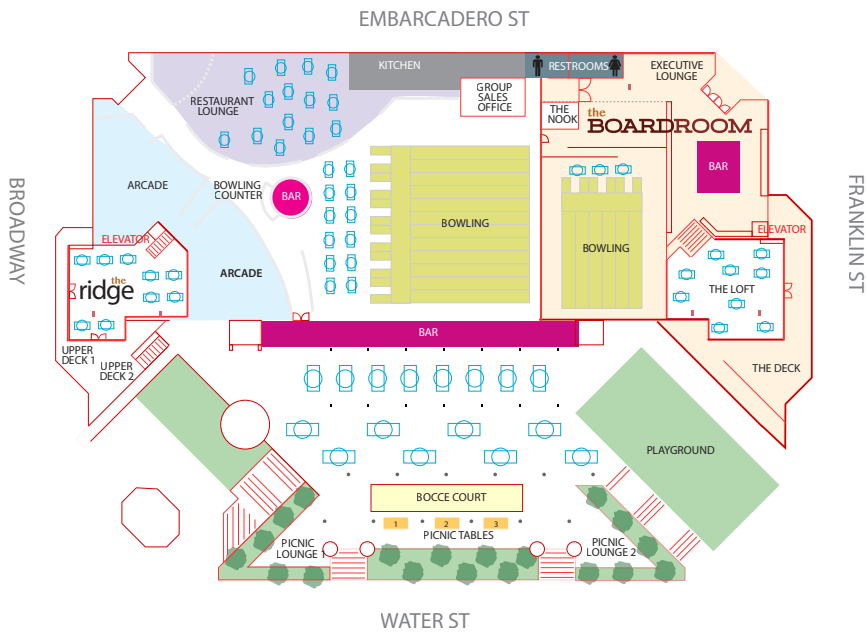 EMBARCADERO ST
KITCHEN
RESTROOMS
EXECUTIVE
LOUNGE
GROUP
SALES
OFFICE
RESTAURANT
LOUNGE
THE
NOOK
the
BOARDROOM
BAR
ARCADE
BOWLING
COUNTER
BAR
BROADWAY
FRANKLIN ST
BOWLING
BOWLING
ELEVATOR
ELEVATOR
the
ridge
ARCADE
THE LOFT
BAR
UPPER
DECK 1
UPPER
DECK 2
THE DECK
PLAYGROUND
BOCCE COURT
1
2
3
PICNIC TABLES
PICNIC
LOUNGE 1
PICNIC
LOUNGE 2
WATER ST